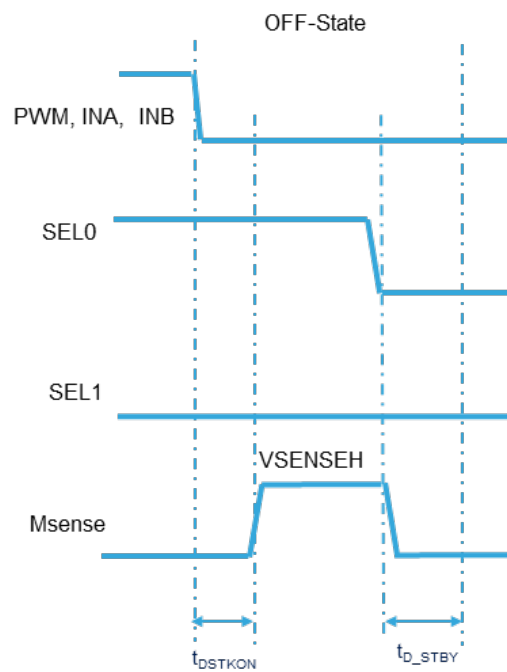 OFF-State
PWM, INA, INB
SEL0
SEL1
VSENSEH
Msense
tDSTKON
tD_STBY